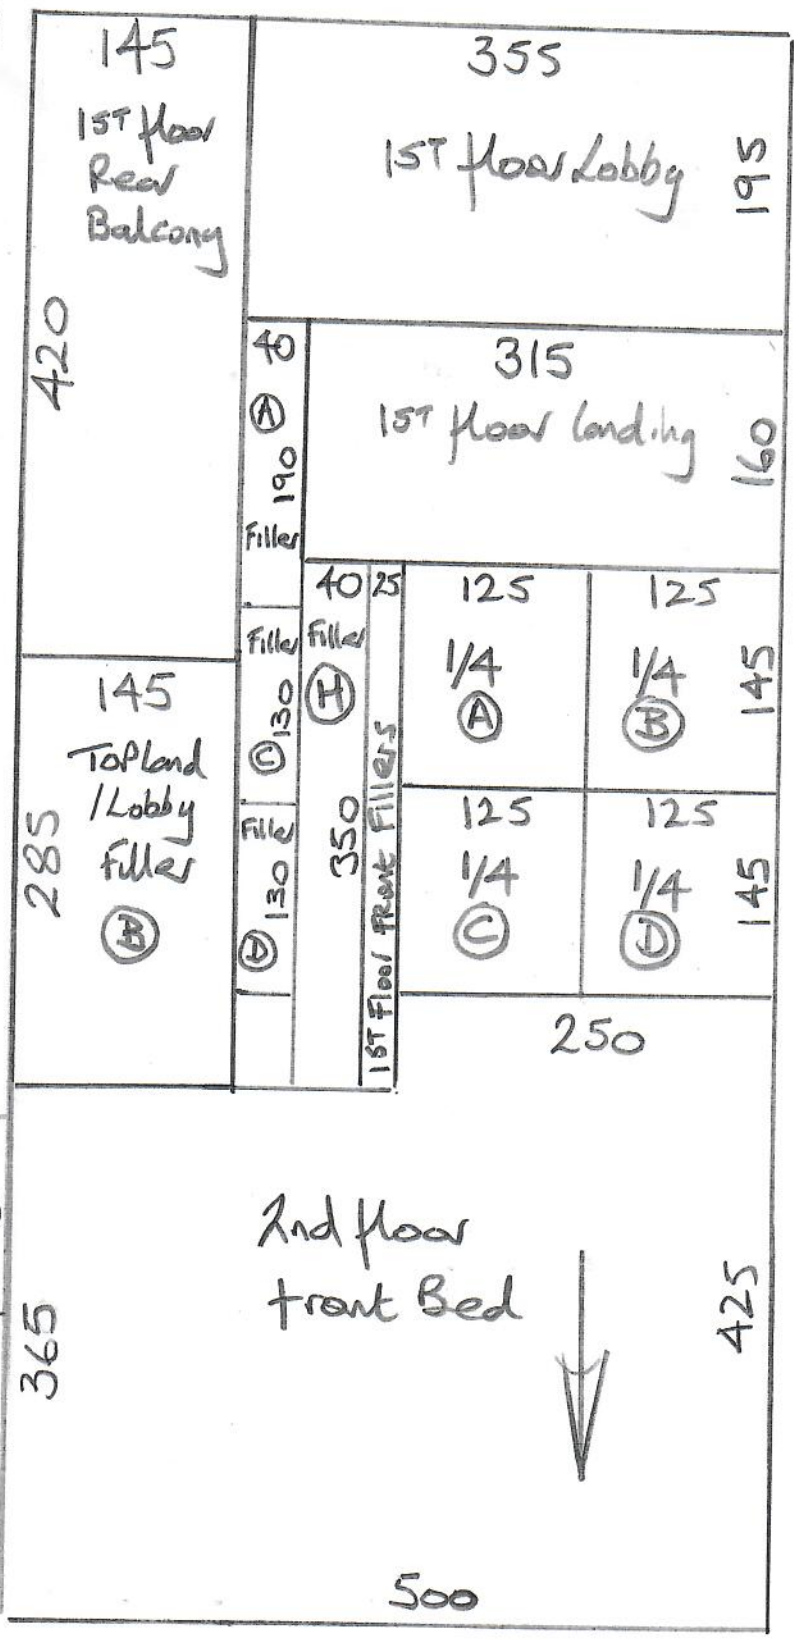 145
1ST floor
Rear
Balcony
420
355
1ST floor Lobby
195
40
A
190
Filler
315
1ST floor landing
160
145
Top Land
/Lobby
Filler
B
285
Filler
C
130
Filler
D
130
40
Filler
H
350
25
1ST Floor FRont Fillers
125
1/4
A
125
1/4
B
145
125
1/4
C
125
1/4
D
145
250
2nd floor
front Bed
365
425
500